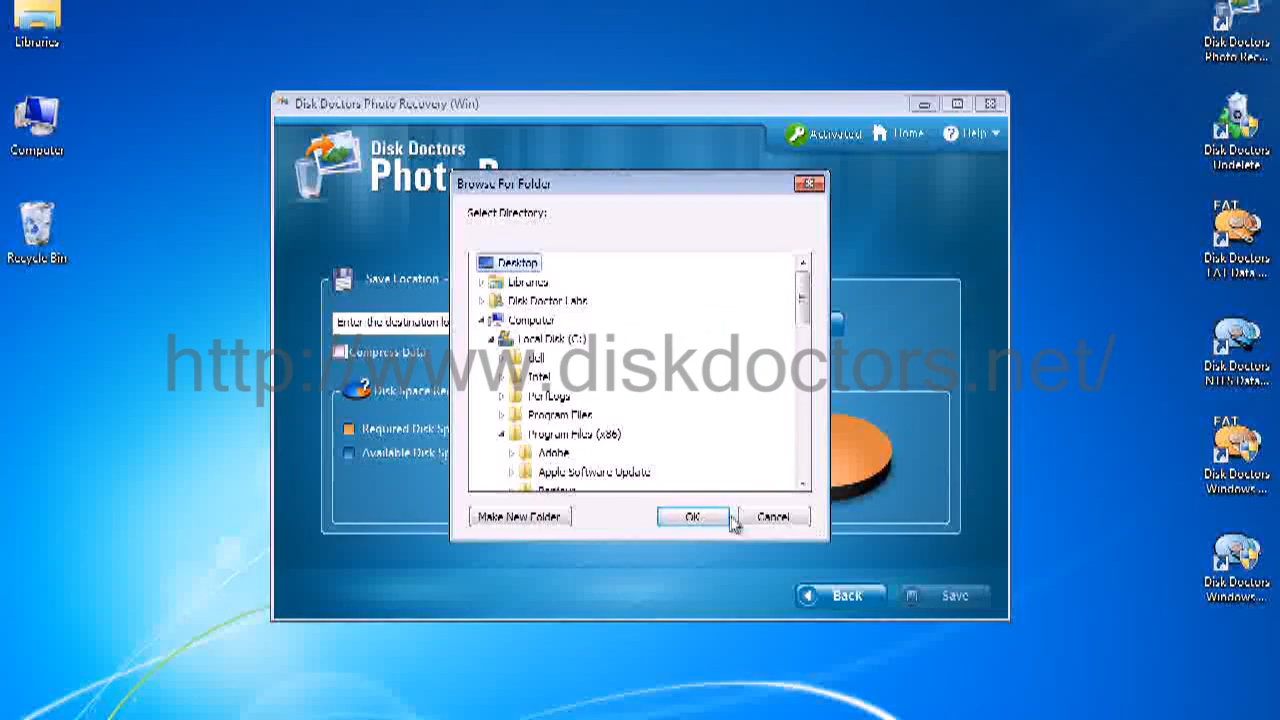 Libraries
Computer
Recycle Bin
Disk Doctors Photo Recovery (Win)
Activated
Home
Help
Disk Doctors
Browse For Folder
Select Directory:
Desktop
Libraries
Disk Doctor Labs
Computer
Local Disk (C:)
dell
Intel
PerfLogs
Program Files
Program Files (x86)
Adobe
Apple Software Update
Make New Folder
OK
Cancel
Save Location
Enter the destination lo
Compress Data
Disk Space Re
Required Disk Sp
Available Disk Sp
Back
Save
http://www.diskdoctors.net/
Disk Doctors
Photo Rec...
Disk Doctors
Undelete
FAT
Disk Doctors
FAT Data ...
Disk Doctors
NTFS Data...
FAT
Disk Doctors
Windows ...
Disk Doctors
Windows ...